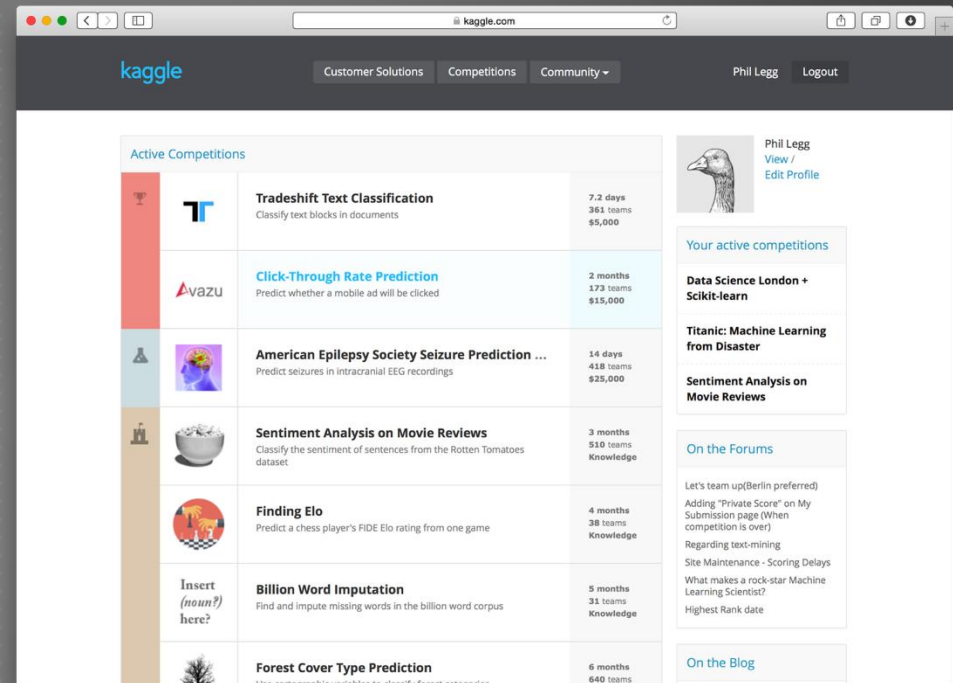 kaggle.com
kaggle
Customer Solutions
Competitions
Community
Phil Legg
Logout
Active Competitions
Tradeshift Text Classification
Classify text blocks in documents
7.2 days
361 teams
$5,000
Avazu
Click-Through Rate Prediction
Predict whether a mobile ad will be clicked
2 months
173 teams
$15,000
American Epilepsy Society Seizure Prediction ...
Predict seizures in intracranial EEG recordings
14 days
418 teams
$25,000
Sentiment Analysis on Movie Reviews
Classify the sentiment of sentences from the Rotten Tomatoes
dataset
3 months
510 teams
Knowledge
Finding Elo
Predict a chess player's FIDE Elo rating from one game
4 months
38 teams
Knowledge
Insert
(noun?)
here?
Billion Word Imputation
Find and impute missing words in the billion word corpus
5 months
31 teams
Knowledge
Forest Cover Type Prediction
6 months
640 teams
Phil Legg
View /
Edit Profile
Your active competitions
Data Science London +
Scikit-learn
Titanic: Machine Learning
from Disaster
Sentiment Analysis on
Movie Reviews
On the Forums
Let's team up(Berlin preferred)
Adding "Private Score" on My
Submission page (When
competition is over)
Regarding text-mining
Site Maintenance - Scoring Delays
What makes a rock-star Machine
Learning Scientist?
Highest Rank date
On the Blog